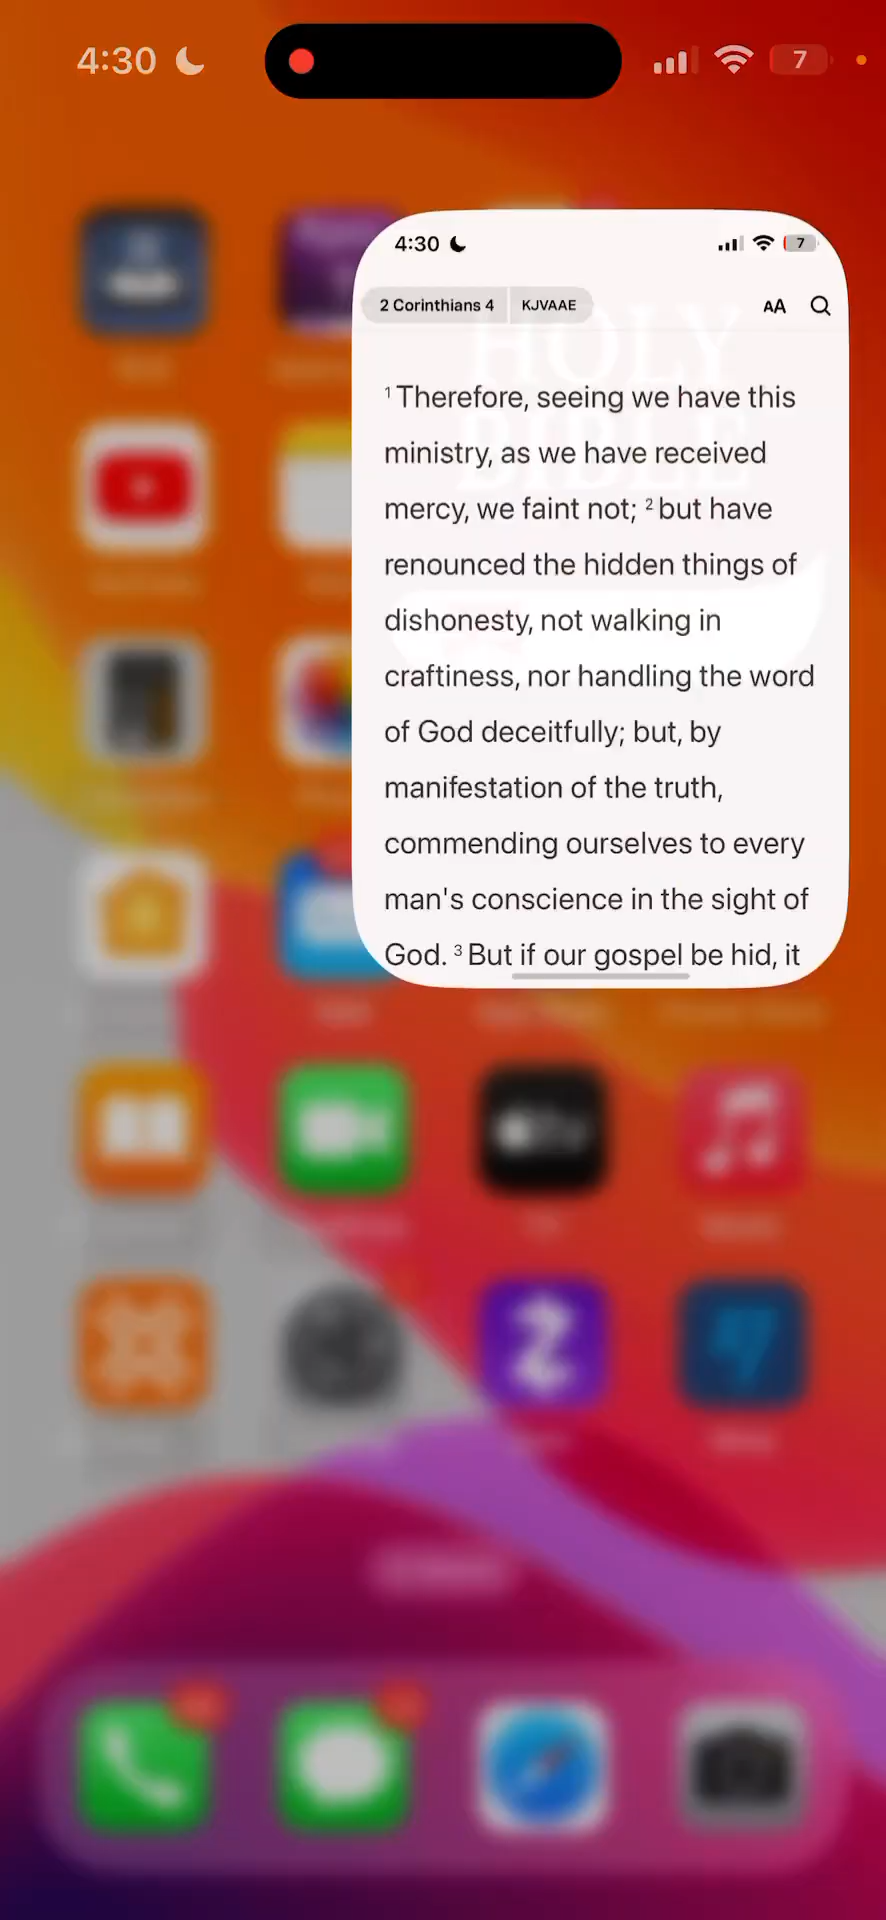 4:30
7
4:30
7
2 Corinthians 4 KJVAAE
AA
HOLY
BIBLE
1 Therefore, seeing we have this
ministry, as we have received
mercy, we faint not; 2 but have
renounced the hidden things of
dishonesty, not walking in
craftiness, nor handling the word
of God deceitfully; but, by
manifestation of the truth,
commending ourselves to every
man's conscience in the sight of
God. 3 But if our gospel be hid, it